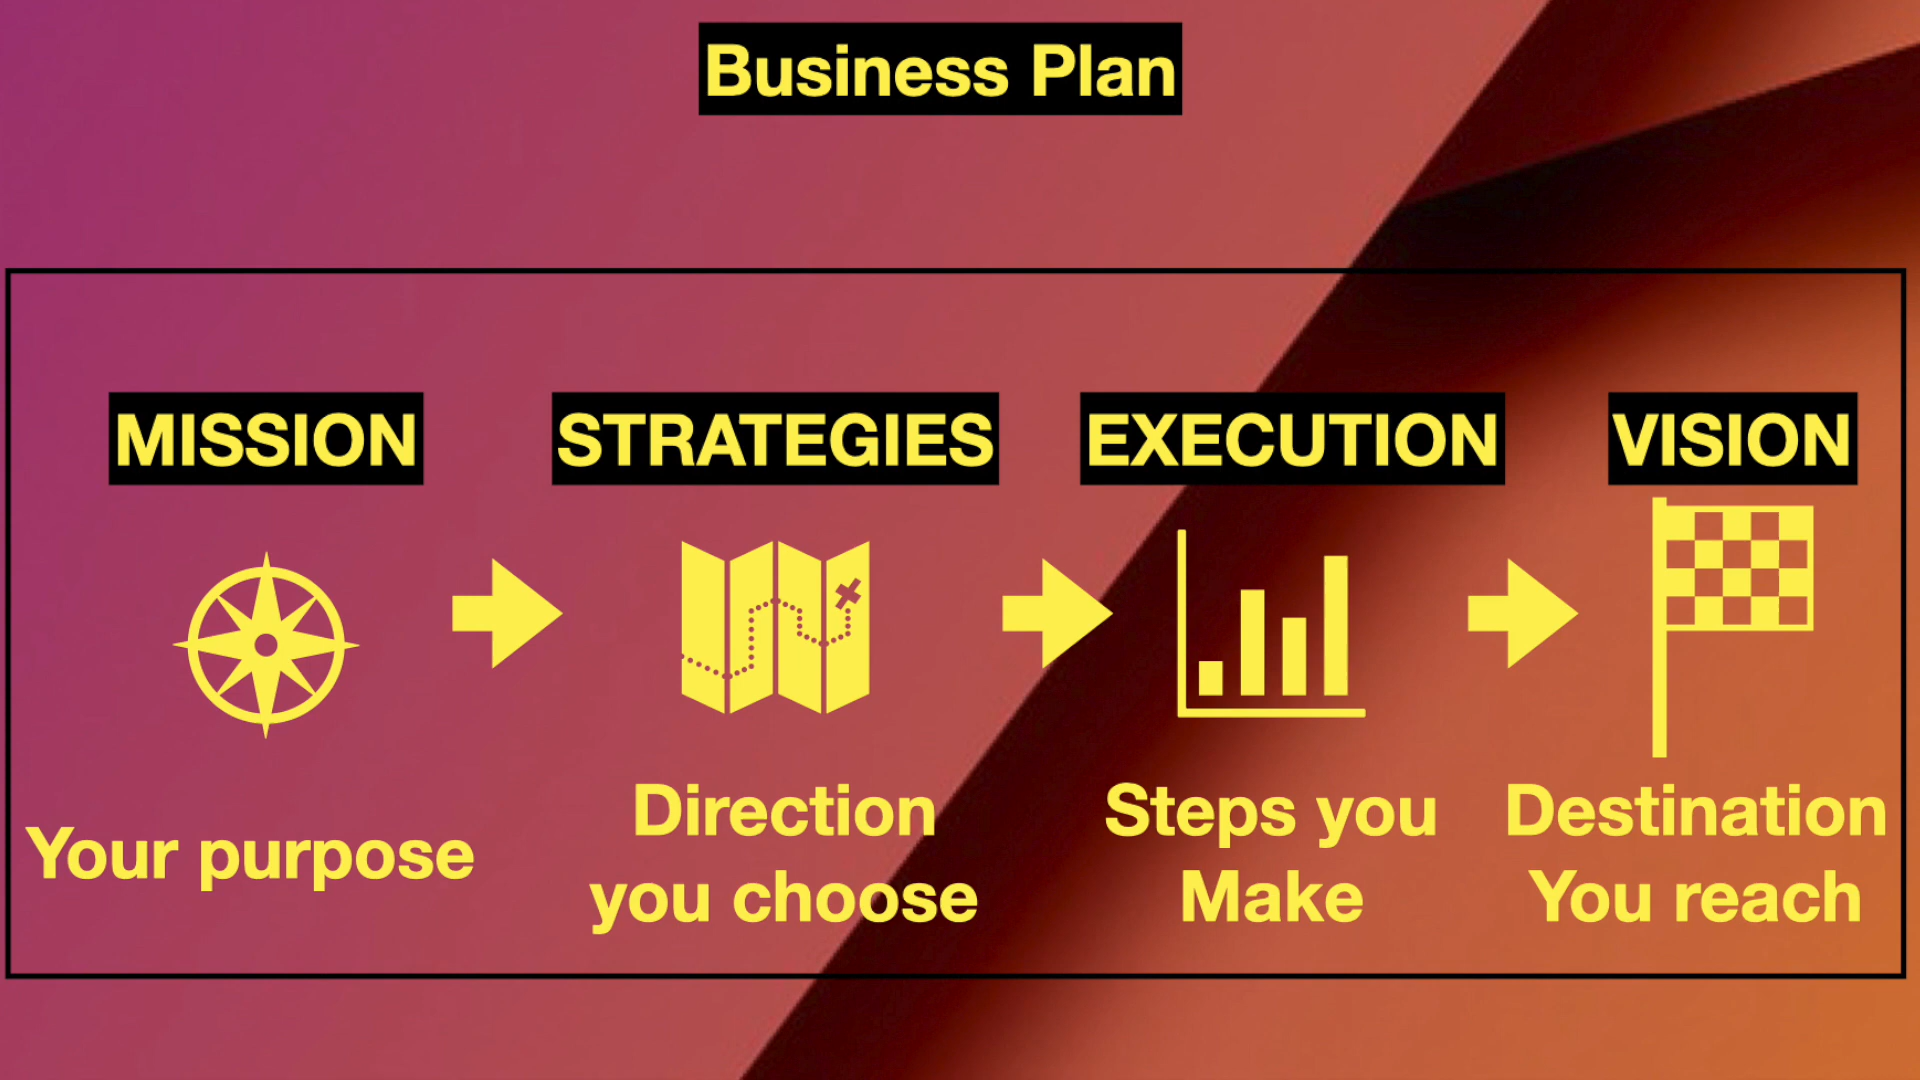 Business Plan
MISSION
STRATEGIES
EXECUTION
VISION
Your purpose
Direction
you choose
Steps you
Make
Destination
You reach